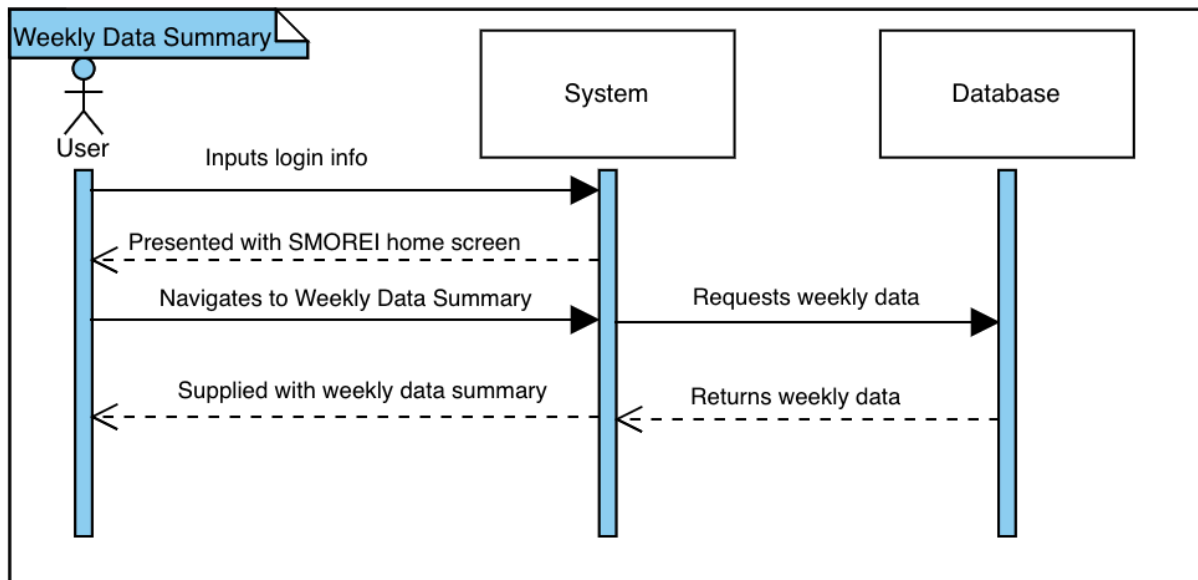 Weekly Data Summary
System
Database
User
Inputs login info
Presented with SMOREI home screen
Navigates to Weekly Data Summary
Requests weekly data
Supplied with weekly data summary
Returns weekly data